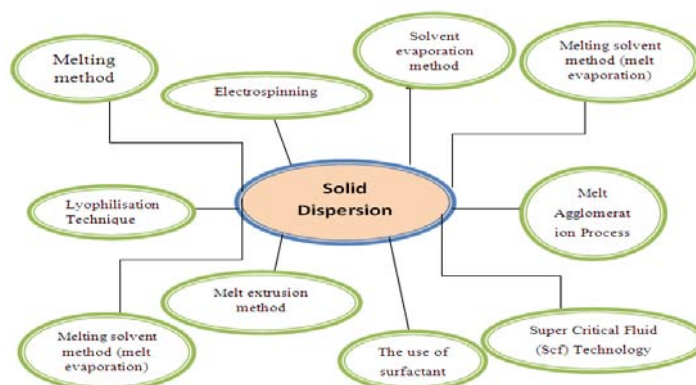 Melting
method
Electrospinning
Solvent
evaporation
method
Melting solvent
method (melt
evaporation)
Lyophilisation
Technique
Solid
Dispersion
Melt
Agglomerat
ion Process
Melting solvent
method (melt
evaporation)
Melt extrusion
method
The use of
surfactant
Super Critical Fluid
(Scf) Technology